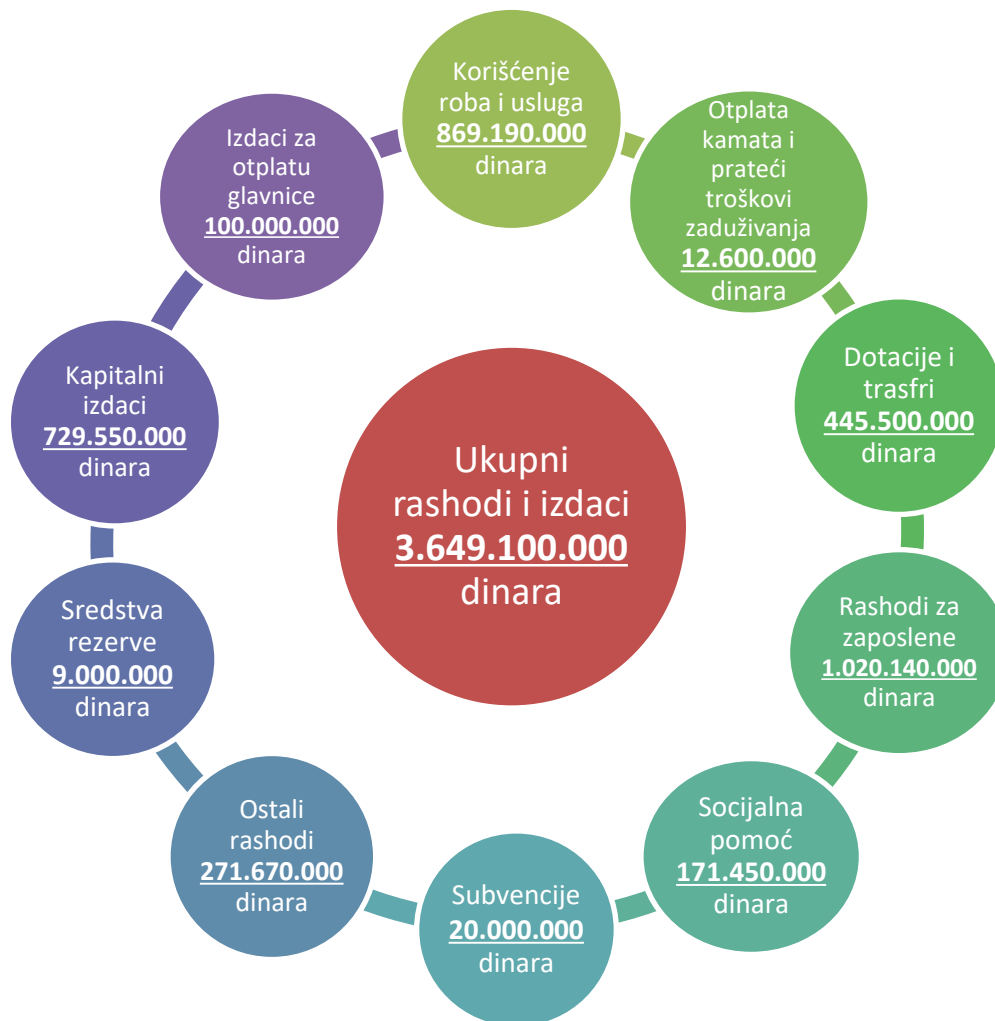 Korišćenje
roba i usluga
869.190.000
dinara
Otplata
kamata i
prateći
troškovi
zaduživanja
12.600.000
dinara
Dotacije i
trasfri
445.500.000
dinara
Rashodi za
zaposlene
1.020.140.000
dinara
Socijalna
pomoć
171.450.000
dinara
Subvencije
20.000.000
dinara
Ostali
rashodi
271.670.000
dinara
Sredstva
rezerve
9.000.000
dinara
Kapitalni
izdaci
729.550.000
dinara
Izdaci za
otplatu
glavnice
100.000.000
dinara
Ukupni
rashodi i izdaci
3.649.100.000
dinara